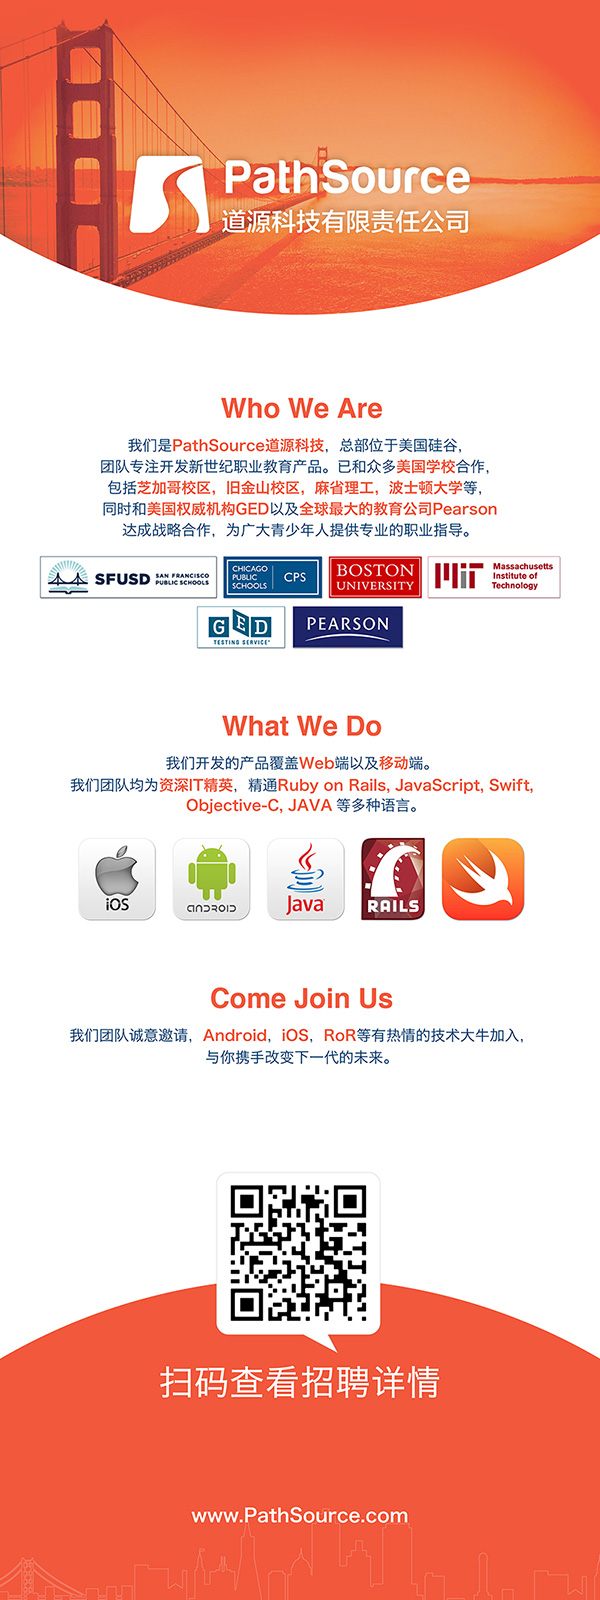 PathSource
道源科技有限责任公司
Who We Are
我们是PathSource道源科技，总部位于美国硅谷，
团队专注开发新世纪职业教育产品。已和众多美国学校合作，
包括芝加哥校区，旧金山校区，麻省理工，波士顿大学等，
同时和美国权威机构GED以及全球最大的教育公司Pearson
达成战略合作，为广大青少年人提供专业的职业指导。
SFUSD SAN FRANCISCO
PUBLIC SCHOOLS
CHICAGO
PUBLIC
SCHOOLS
CPS
BOSTON
UNIVERSITY
MIT
Massachusetts
Institute of
Technology
GED
TESTING SERVICE®
PEARSON
What We Do
我们开发的产品覆盖Web端以及移动端。
我们团队均为资深IT精英，精通Ruby on Rails, JavaScript, Swift,
Objective-C, JAVA 等多种语言。
iOS
ANDROID
Java
RAILS
Come Join Us
我们团队诚意邀请，Android，iOS，RoR等有热情的技术大牛加入，
与你携手改变下一代的未来。
扫码查看招聘详情
www.PathSource.com